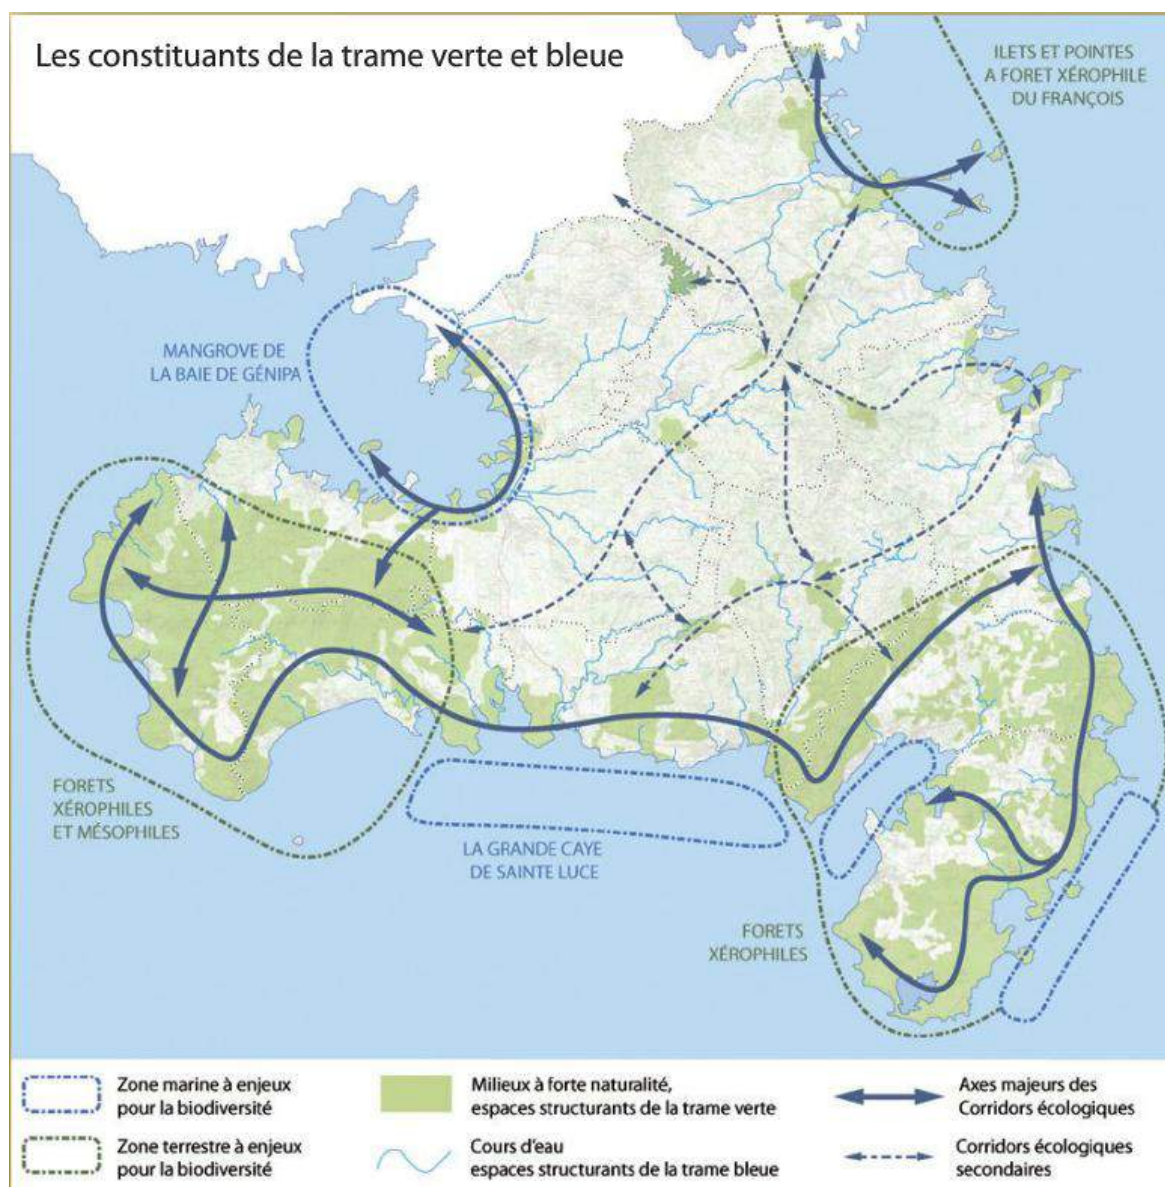 Les constituants de la trame verte et bleue
ILETS ET POINTES
A FORET XÉROPHILE
DU FRANÇOIS
MANGROVE DE
LA BAIE DE GÉNIPA
FORETS
XÉROPHILES
ET MÉSOPHILES
LA GRANDE CAYE
DE SAINTE LUCE
FORETS
XÉROPHILES
Zone marine à enjeux
pour la biodiversité
Milieux à forte naturalité,
espaces structurants de la trame verte
Axes majeurs des
Corridors écologiques
Zone terrestre à enjeux
pour la biodiversité
Cours d'eau
espaces structurants de la trame bleue
Corridors écologiques
secondaires